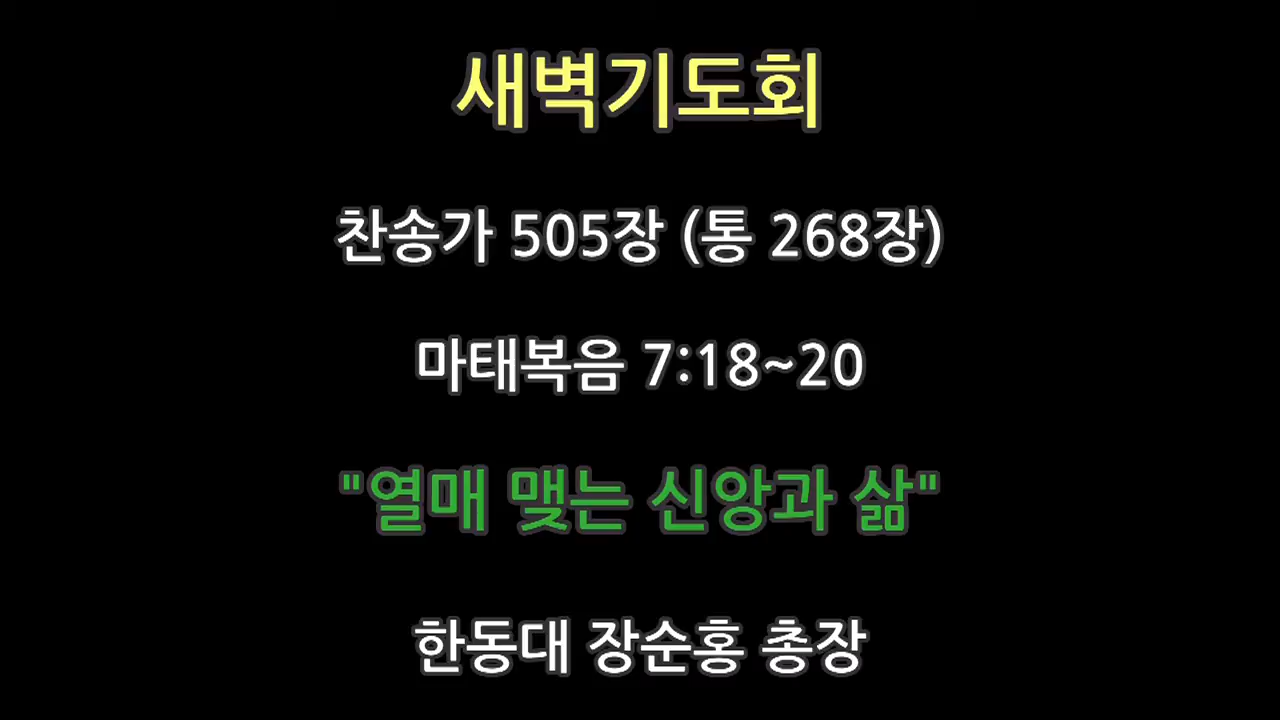 새벽기도회
찬송가 505장 (통 268장)
마태복음 7:18~20
"열매 맺는 신앙과 삶"
한동대 장순흥 총장